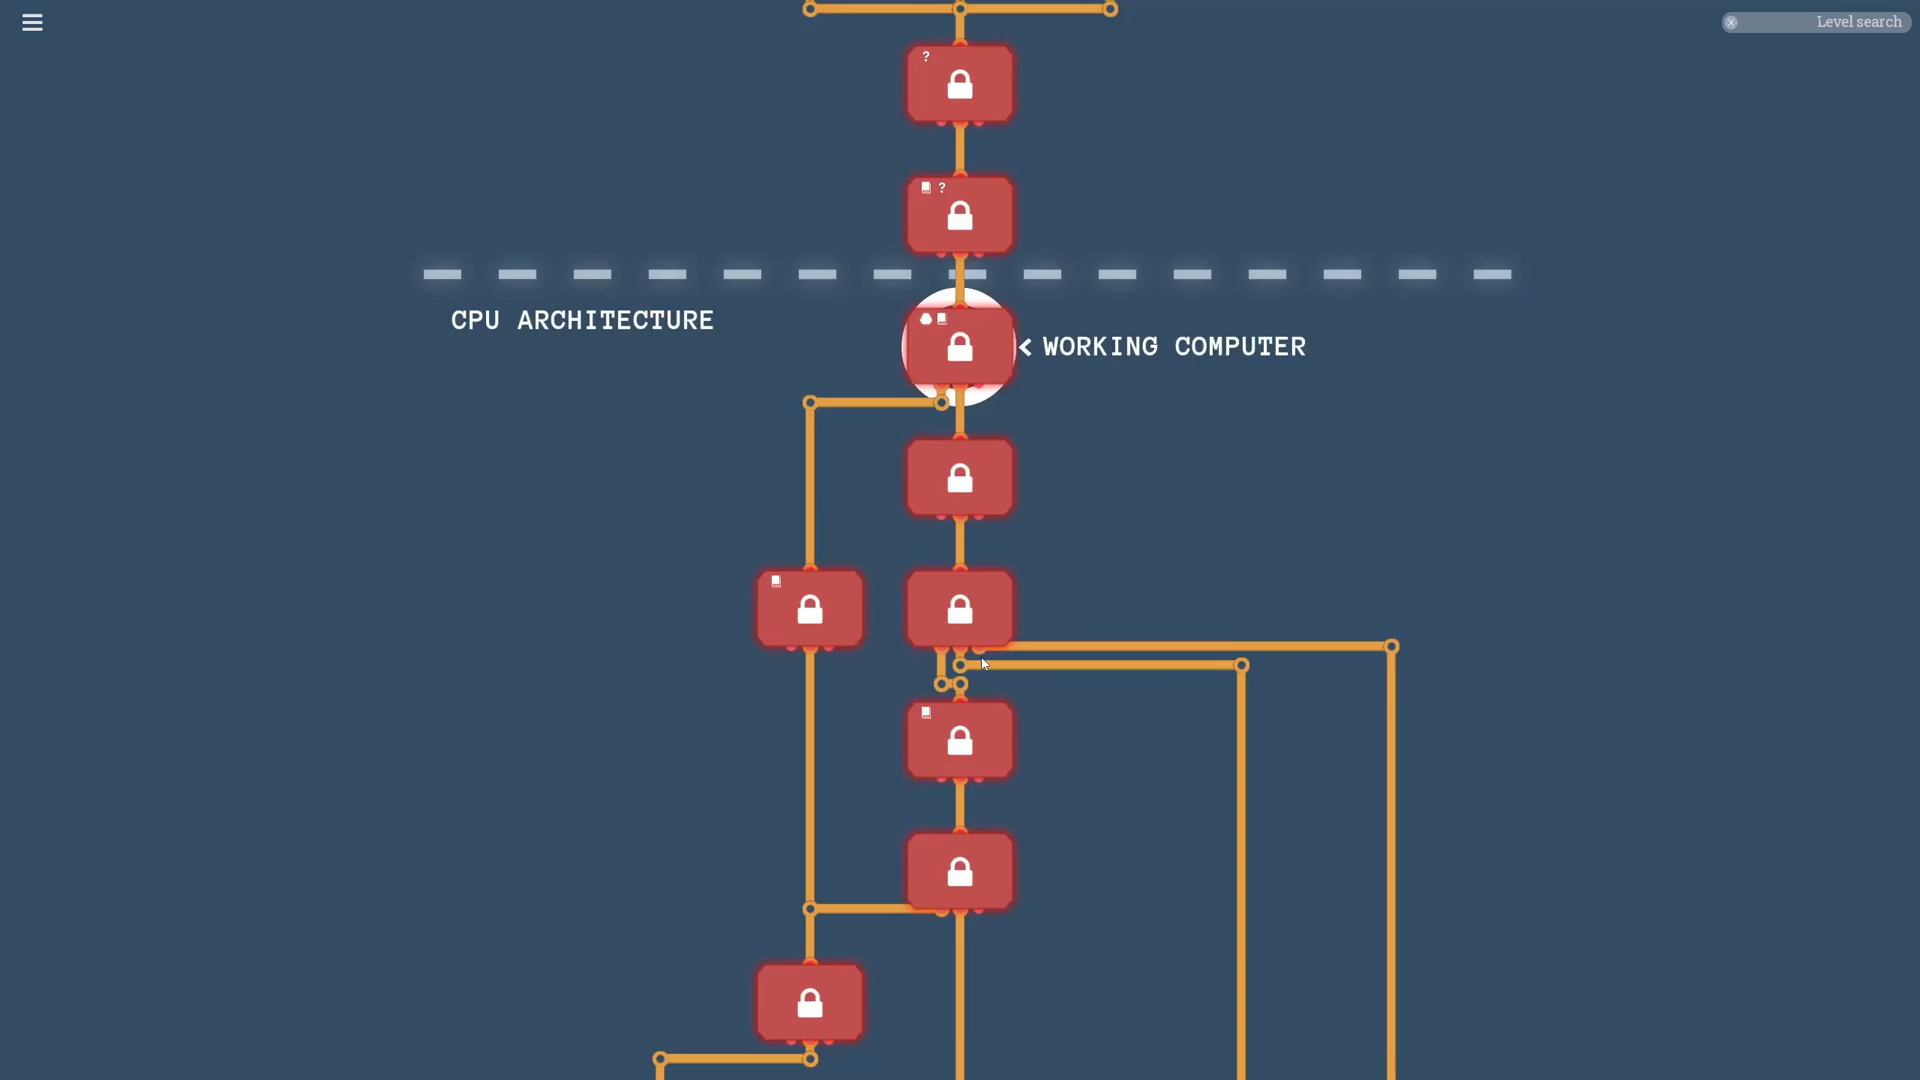 Level search
?
?
CPU ARCHITECTURE
< WORKING COMPUTER